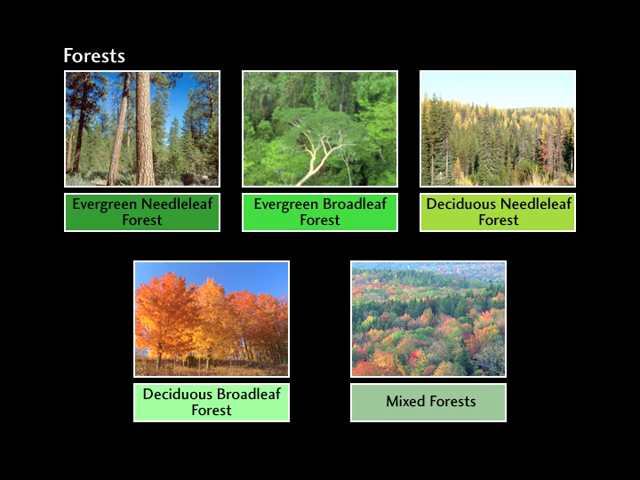 Forests
Evergreen Needleleaf
Forest
Evergreen Broadleaf
Forest
Deciduous Needleleaf
Forest
Deciduous Broadleaf
Forest
Mixed Forests